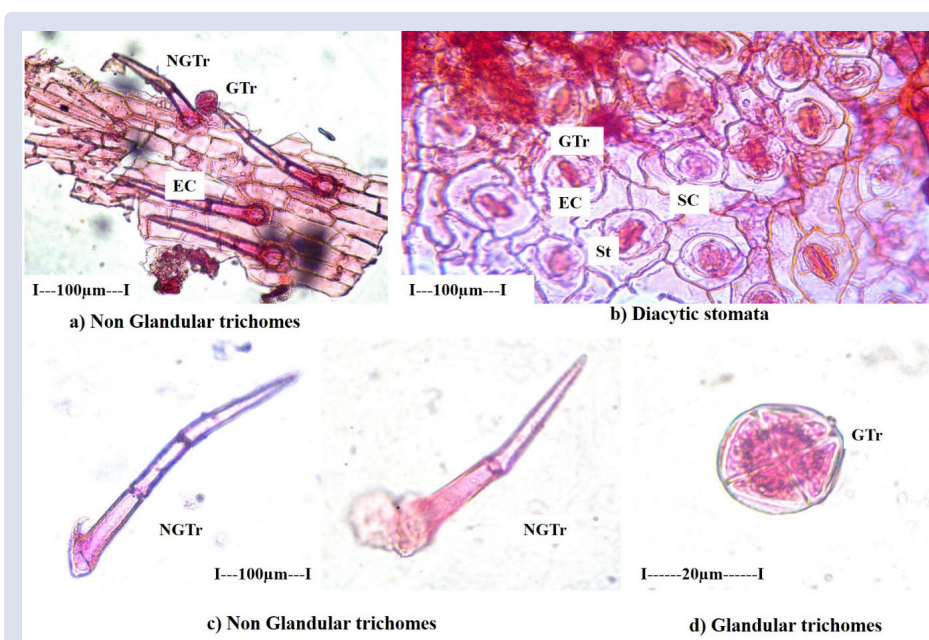 NGTr
GTr
EC
I---100µm---I
a) Non Glandular trichomes
GTr
EC
SC
St
I---100µm---I
b) Diacytic stomata
NGTr
I---100µm---I
NGTr
c) Non Glandular trichomes
GTr
I------20µm------I
d) Glandular trichomes